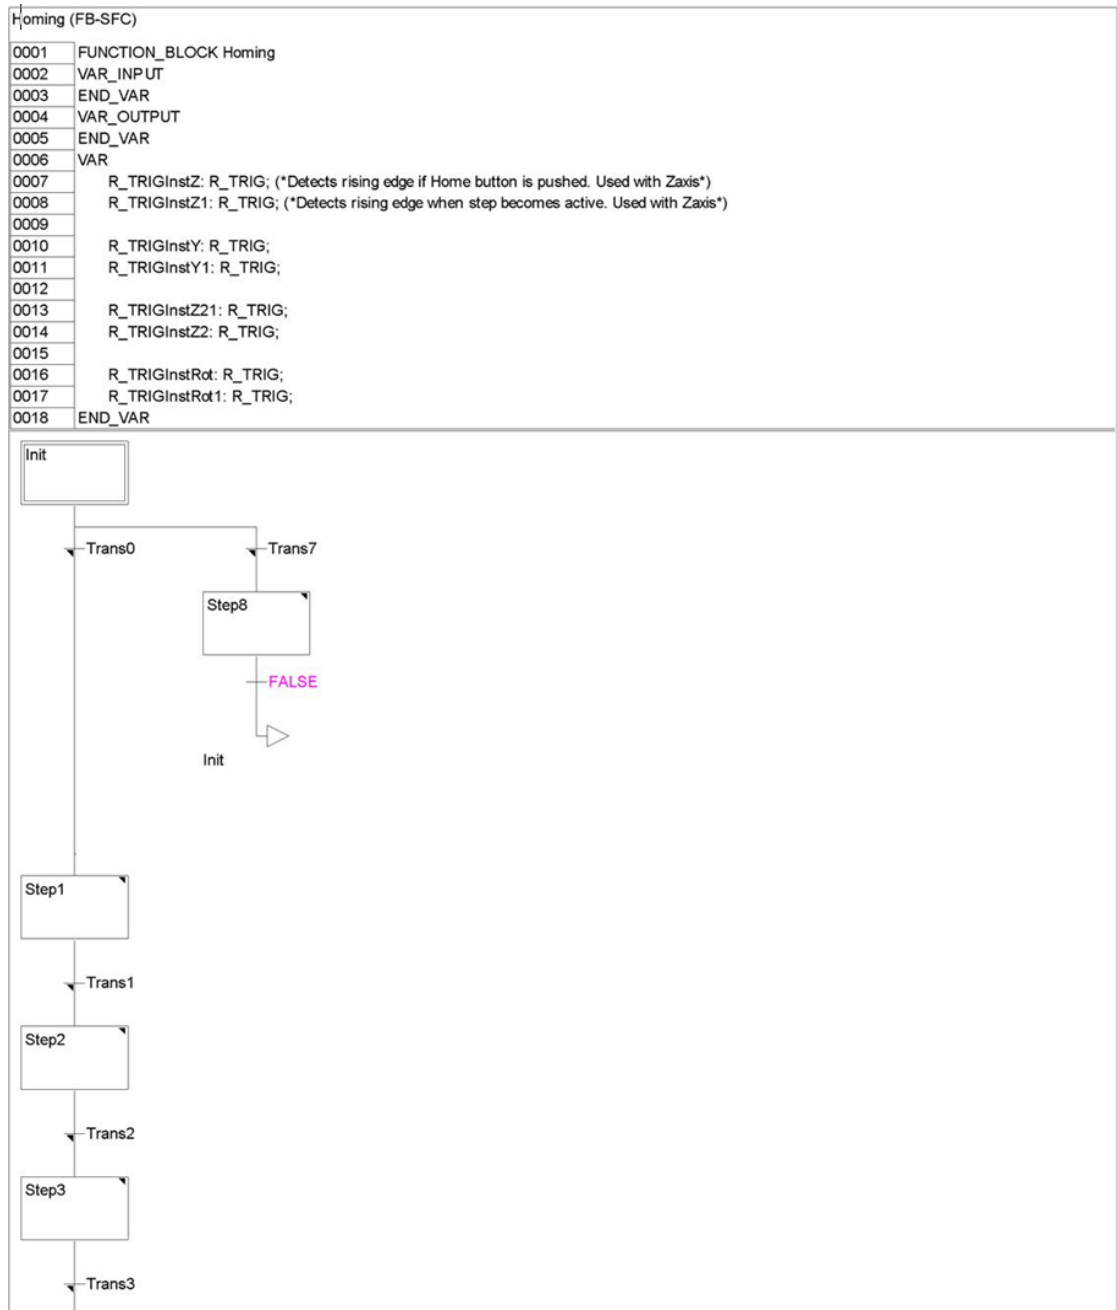 Homing (FB-SFC)
0001 FUNCTION_BLOCK Homing
0002 VAR_INPUT
0003 END_VAR
0004 VAR_OUTPUT
0005 END_VAR
0006 VAR
0007 R_TRIGInstZ: R_TRIG; (*Detects rising edge if Home button is pushed. Used with Zaxis*)
0008 R_TRIGInstZ1: R_TRIG; (*Detects rising edge when step becomes active. Used with Zaxis*)
0009
0010 R_TRIGInstY: R_TRIG;
0011 R_TRIGInstY1: R_TRIG;
0012
0013 R_TRIGInstZ21: R_TRIG;
0014 R_TRIGInstZ2: R_TRIG;
0015
0016 R_TRIGInstRot: R_TRIG;
0017 R_TRIGInstRot1: R_TRIG;
0018 END_VAR
Init
Trans0 Trans7
Step8
FALSE
Init
Step1
Trans1
Step2
Trans2
Step3
Trans3